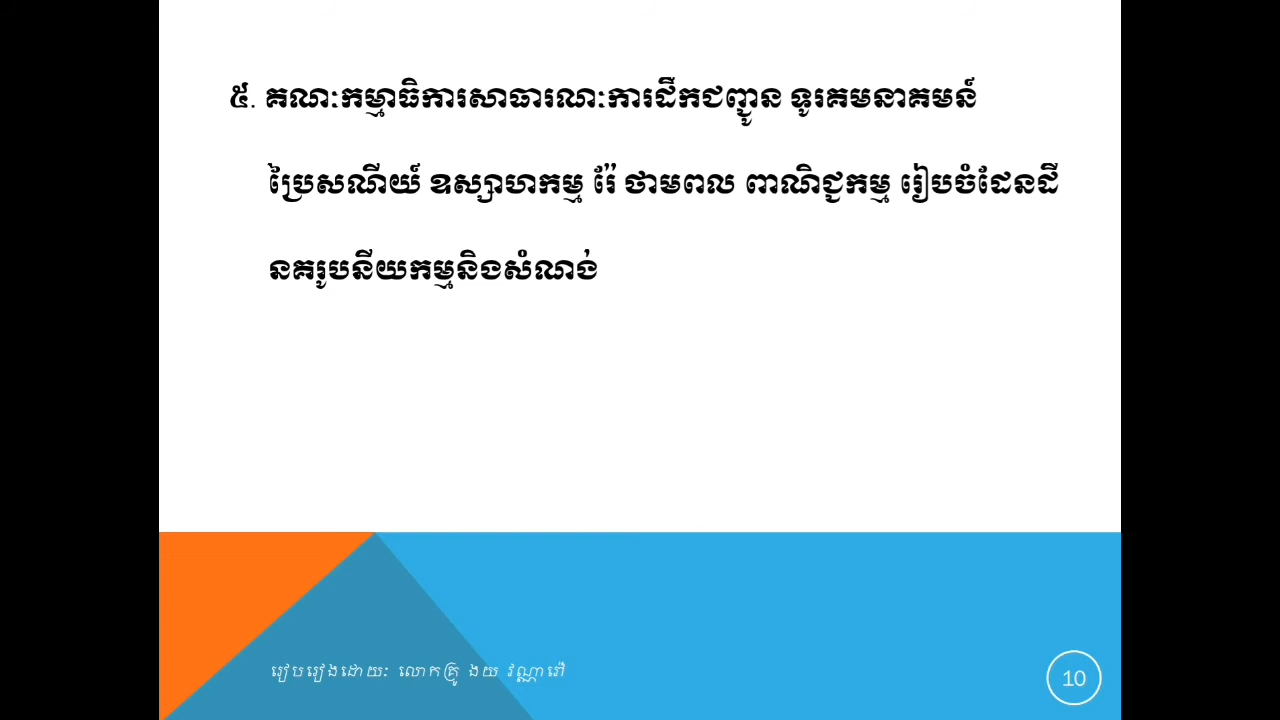 ៥. គណៈកម្មាធិការសាធារណៈការដឹកជញ្ជូន ទូរគមនាគមន៍
ប្រៃសណីយ៍ ឧស្សាហកម្ម រ៉ែ ថាមពល ពាណិជ្ជកម្ម រៀបចំដែនដី
នគរូបនីយកម្មនិងសំណង់
រៀបរៀងដោយៈ លោកគ្រូ ងយ វណ្ណារ៉ៅ
10